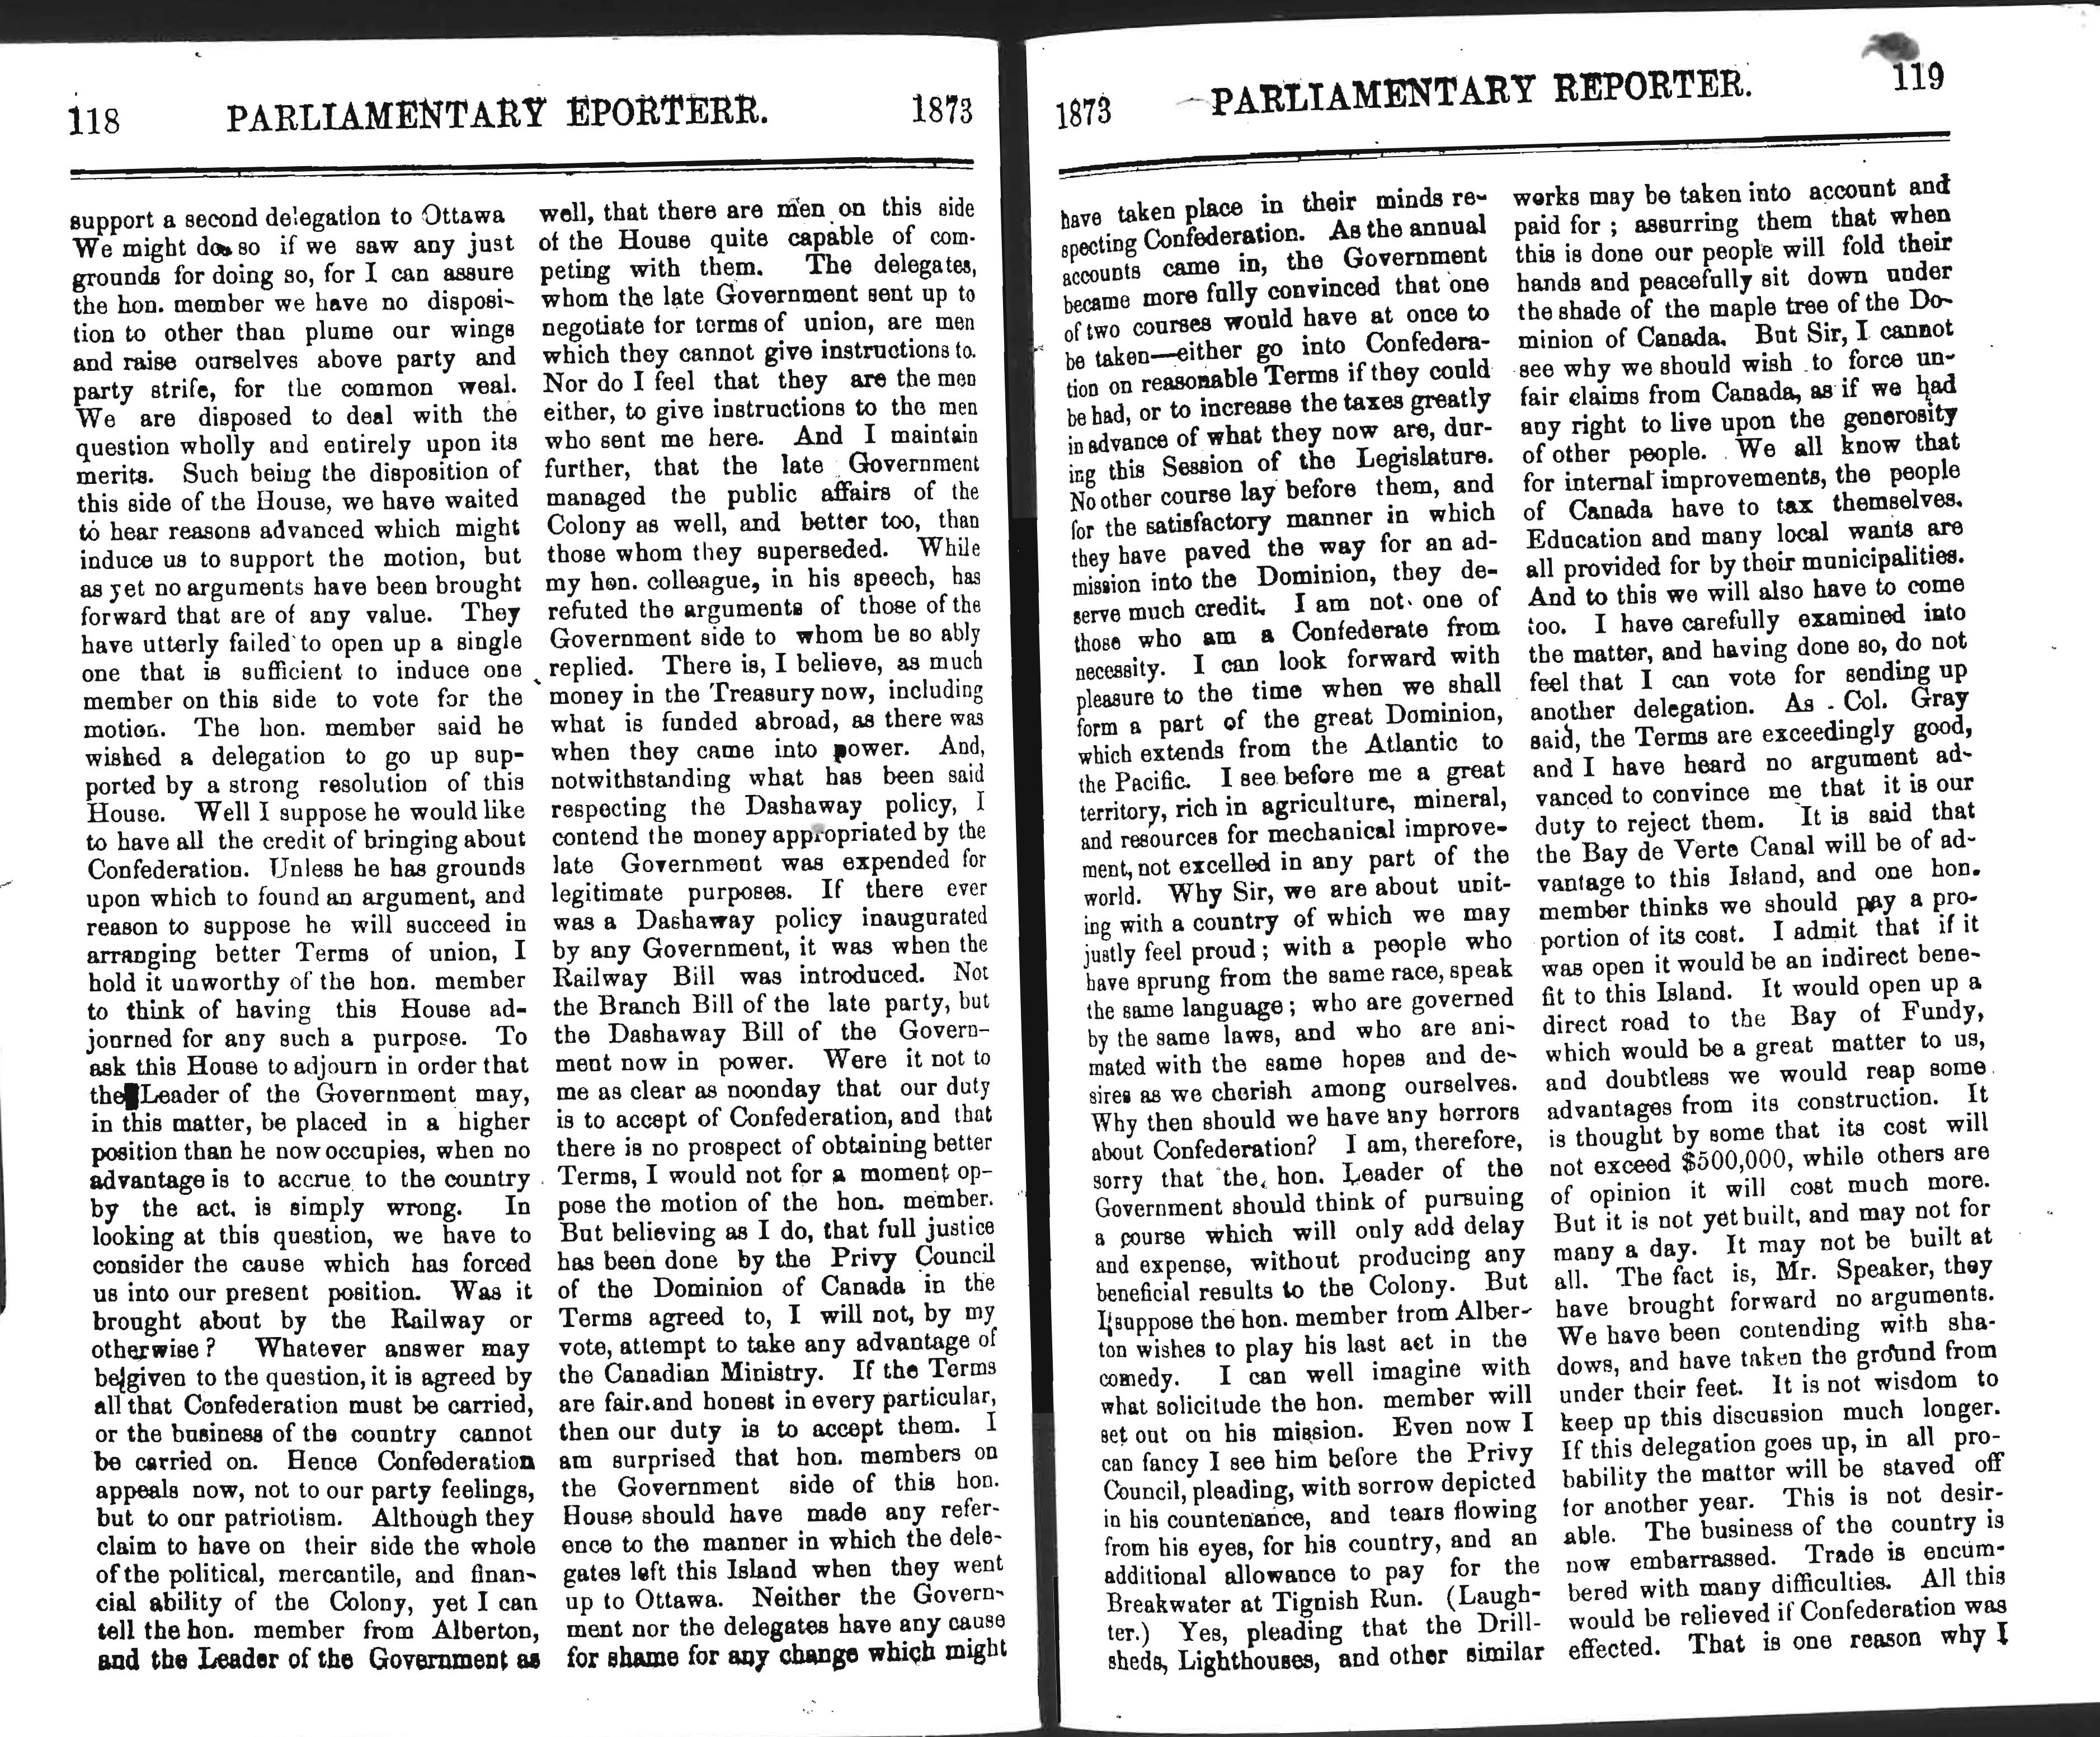 118 PARLIAMENTARY EPORTERR. 1873
support a second delegation to Ottawa
We might do so if we saw any just
grounds for doing so, for I can assure
the hon. member we have no disposi-
tion to other than plume our wings
and raise ourselves above party and
party strife, for the common weal.
We are disposed to deal with the
question wholly and entirely upon its
merits. Such being the disposition of
this side of the House, we have waited
to hear reasons advanced which might
induce us to support the motion, but
as yet no arguments have been brought
forward that are of any value. They
have utterly failed to open up a single
one that is sufficient to induce one
member on this side to vote for the
motion. The hon. member said he
wished a delegation to go up sup-
ported by a strong resolution of this
House. Well I suppose he would like
to have all the credit of bringing about
Confederation. Unless he has grounds
upon which to found an argument, and
reason to suppose he will succeed in
arranging better Terms of union, I
hold it unworthy of the hon. member
to think of having this House ad-
journed for any such a purpose. To
ask this House to adjourn in order that
the Leader of the Government may,
in this matter, be placed in a higher
position than he now occupies, when no
advantage is to accrue to the country
by the act, is simply wrong. In
looking at this question, we have to
consider the cause which has forced
us into our present position. Was it
brought about by the Railway or
otherwise? Whatever answer may
be given to the question, it is agreed by
all that Confederation must be carried,
or the business of the country cannot
be carried on. Hence Confederation
appeals now, not to our party feelings,
but to our patriotism. Although they
claim to have on their side the whole
of the political, mercantile, and finan-
cial ability of the Colony, yet I can
tell the hon. member from Alberton,
and the Leader of the Government as
well, that there are men on this side
of the House quite capable of com-
peting with them. The delegates,
whom the late Government sent up to
negotiate for terms of union, are men
which they cannot give instructions to.
Nor do I feel that they are the men
either, to give instructions to the men
who sent me here. And I maintain
further, that the late Government
managed the public affairs of the
Colony as well, and better too, than
those whom they superseded. While
my hon. colleague, in his speech, has
refuted the arguments of those of the
Government side to whom he so ably
replied. There is, I believe, as much
money in the Treasury now, including
what is funded abroad, as there was
when they came into power. And,
notwithstanding what has been said
respecting the Dashaway policy, I
contend the money appropriated by the
late Government was expended for
legitimate purposes. If there ever
was a Dashaway policy inaugurated
by any Government, it was when the
Railway Bill was introduced. Not
the Branch Bill of the late party, but
the Dashaway Bill of the Govern-
ment now in power. Were it not to
me as clear as noonday that our duty
is to accept of Confederation, and that
there is no prospect of obtaining better
Terms, I would not for a moment op-
pose the motion of the hon. member.
But believing as I do, that full justice
has been done by the Privy Council
of the Dominion of Canada in the
Terms agreed to, I will not, by my
vote, attempt to take any advantage of
the Canadian Ministry. If the Terms
are fair and honest in every particular,
then our duty is to accept them. I
am surprised that hon. members on
the Government side of this hon.
House should have made any refer-
ence to the manner in which the dele-
gates left this Island when they went
up to Ottawa. Neither the Govern-
ment nor the delegates have any cause
for shame for any change which might
1873 PARLIAMENTARY REPORTER. 119
have taken place in their minds re-
specting Confederation. As the annual
accounts came in, the Government
became more fully convinced that one
of two courses would have at once to
be taken—either go into Confedera-
tion on reasonable Terms if they could
be had, or to increase the taxes greatly
in advance of what they now are, dur-
ing this Session of the Legislature.
No other course lay before them, and
for the satisfactory manner in which
they have paved the way for an ad-
mission into the Dominion, they de-
serve much credit. I am not one of
those who am a Confederate from
necessity. I can look forward with
pleasure to the time when we shall
form a part of the great Dominion,
which extends from the Atlantic to
the Pacific. I see before me a great
territory, rich in agriculture, mineral,
and resources for mechanical improve-
ment, not excelled in any part of the
world. Why Sir, we are about unit-
ing with a country of which we may
justly feel proud; with a people who
have sprung from the same race, speak
the same language; who are governed
by the same laws, and who are ani-
mated with the same hopes and de-
sires as we cherish among ourselves.
Why then should we have any horrors
about Confederation? I am, therefore,
sorry that the hon. Leader of the
Government should think of pursuing
a course which will only add delay
and expense, without producing any
beneficial results to the Colony. But
I suppose the hon. member from Alber-
ton wishes to play his last act in the
comedy. I can well imagine with
what solicitude the hon. member will
set out on his mission. Even now I
can fancy I see him before the Privy
Council, pleading, with sorrow depicted
in his countenance, and tears flowing
from his eyes, for his country, and an
additional allowance to pay for the
Breakwater at Tignish Run. (Laugh-
ter.) Yes, pleading that the Drill-
sheds, Lighthouses, and other similar
works may be taken into account and
paid for; assurring them that when
this is done our people will fold their
hands and peacefully sit down under
the shade of the maple tree of the Do-
minion of Canada. But Sir, I cannot
see why we should wish to force un-
fair claims from Canada, as if we had
any right to live upon the generosity
of other people. We all know that
for internal improvements, the people
of Canada have to tax themselves.
Education and many local wants are
all provided for by their municipalities.
And to this we will also have to come
too. I have carefully examined into
the matter, and having done so, do not
feel that I can vote for sending up
another delegation. As Col. Gray
said, the Terms are exceedingly good,
and I have heard no argument ad-
vanced to convince me that it is our
duty to reject them. It is said that
the Bay de Verte Canal will be of ad-
vantage to this Island, and one hon.
member thinks we should pay a pro-
portion of its cost. I admit that if it
was open it would be an indirect bene-
fit to this Island. It would open up a
direct road to the Bay of Fundy,
which would be a great matter to us,
and doubtless we would reap some
advantages from its construction. It
is thought by some that its cost will
not exceed $500,000, while others are
of opinion it will cost much more.
But it is not yet built, and may not for
many a day. It may not be built at
all. The fact is, Mr. Speaker, they
have brought forward no arguments.
We have been contending with sha-
dows, and have taken the ground from
under their feet. It is not wisdom to
keep up this discussion much longer.
If this delegation goes up, in all pro-
bability the matter will be staved off
for another year. This is not desir-
able. The business of the country is
now embarrassed. Trade is encum-
bered with many difficulties. All this
would be relieved if Confederation was
effected. That is one reason why I